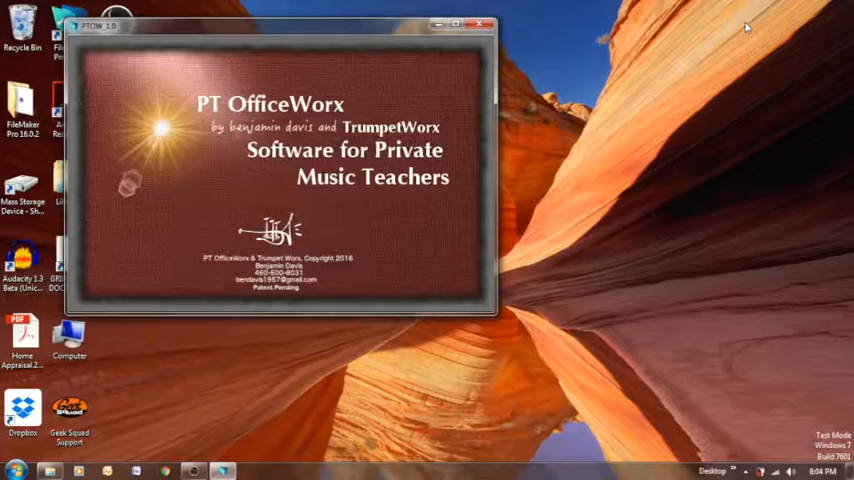 PTOW_1.0
PT OfficeWorx
by benjamin davis and TrumpetWorx
Software for Private
Music Teachers
PT OfficeWorx & Trumpet Worx, Copyright 2016
Benjamin Davis
460-600-8031
bendavis1957@gmail.com
Patent Pending
Recycle Bin
FileMaker
Pro 16.0.2
Mass Storage
Device - Sh...
Audacity 1.3
Beta (Unic...
Home
Appraisal.2...
Computer
Dropbox
Geek Squad
Support
Test Mode
Windows 7
Build 7601
Desktop
8:04 PM